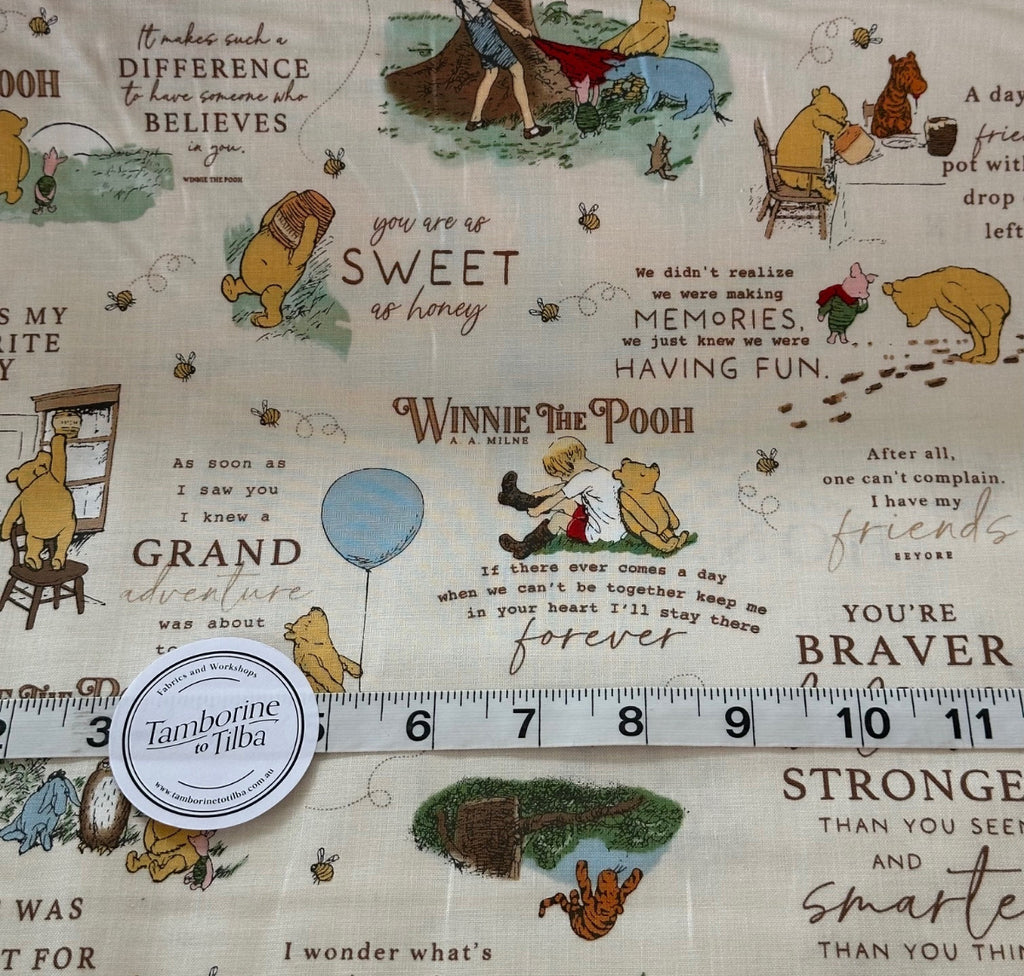 It makes such a
DIFFERENCE
to have someone who
BELIEVES
in you.
WINNIE THE POOH
POOH
A day
pot with
drop
left
you are as
SWEET
as honey
We didn't realize
we were making
MEMORIES,
we just knew we were
HAVING FUN.
S MY
RITE
Y
WINNIE THE POOH
A. A. MILNE
As soon as
I saw you
I knew a
GRAND
adventure
was about
to
If there ever comes a day
when we can't be together keep me
in your heart I'll stay there
forever
After all,
one can't complain.
I have my
friends
EEYORE
YOU'RE
BRAVER
THE
2 3 5 6 7 8 9 10 11
Fabrics and Workshops
Tamborine
to Tilba
www.tamborinetotilba.com.au
STRONGE
THAN YOU SEEM
AND
smarte
THAN YOU THIN
WAS
T FOR
I wonder what's